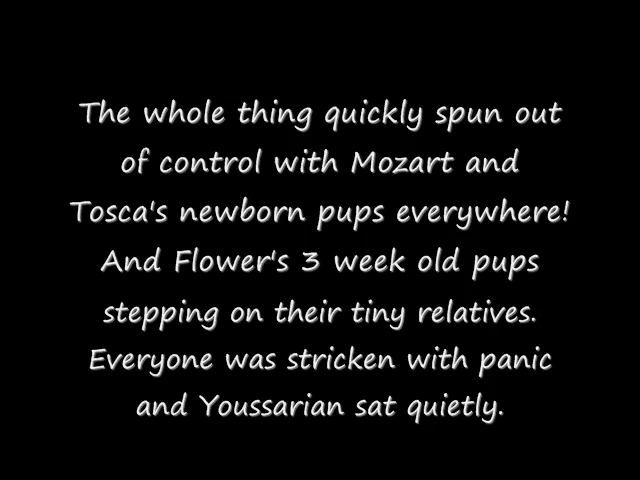 The whole thing quickly spun out
of control with Mozart and
Tosca's newborn pups everywhere!
And Flower's 3 week old pups
stepping on their tiny relatives.
Everyone was stricken with panic
and Youssarian sat quietly.